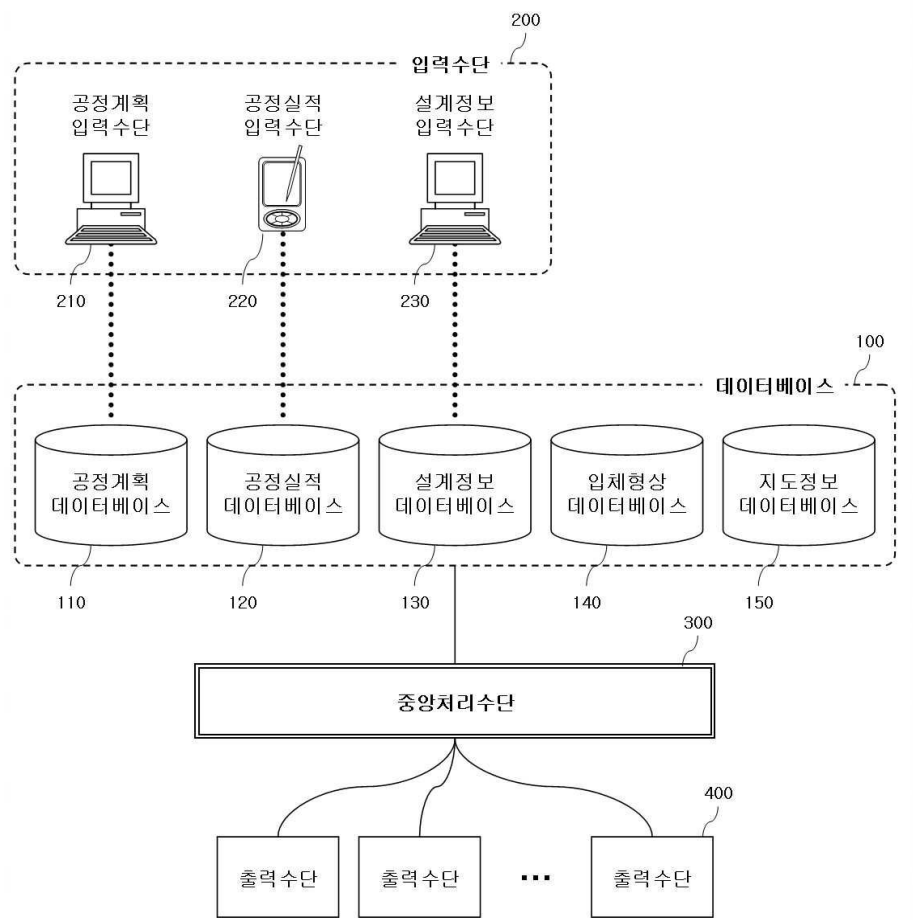 200
입력수단
공정계획
입력수단
공정실적
입력수단
설계정보
입력수단
210
220
230
100
데이터베이스
공정계획
데이터베이스
공정실적
데이터베이스
설계정보
데이터베이스
입체형상
데이터베이스
지도정보
데이터베이스
110
120
130
140
150
300
중앙처리수단
400
출력수단
출력수단
...
출력수단